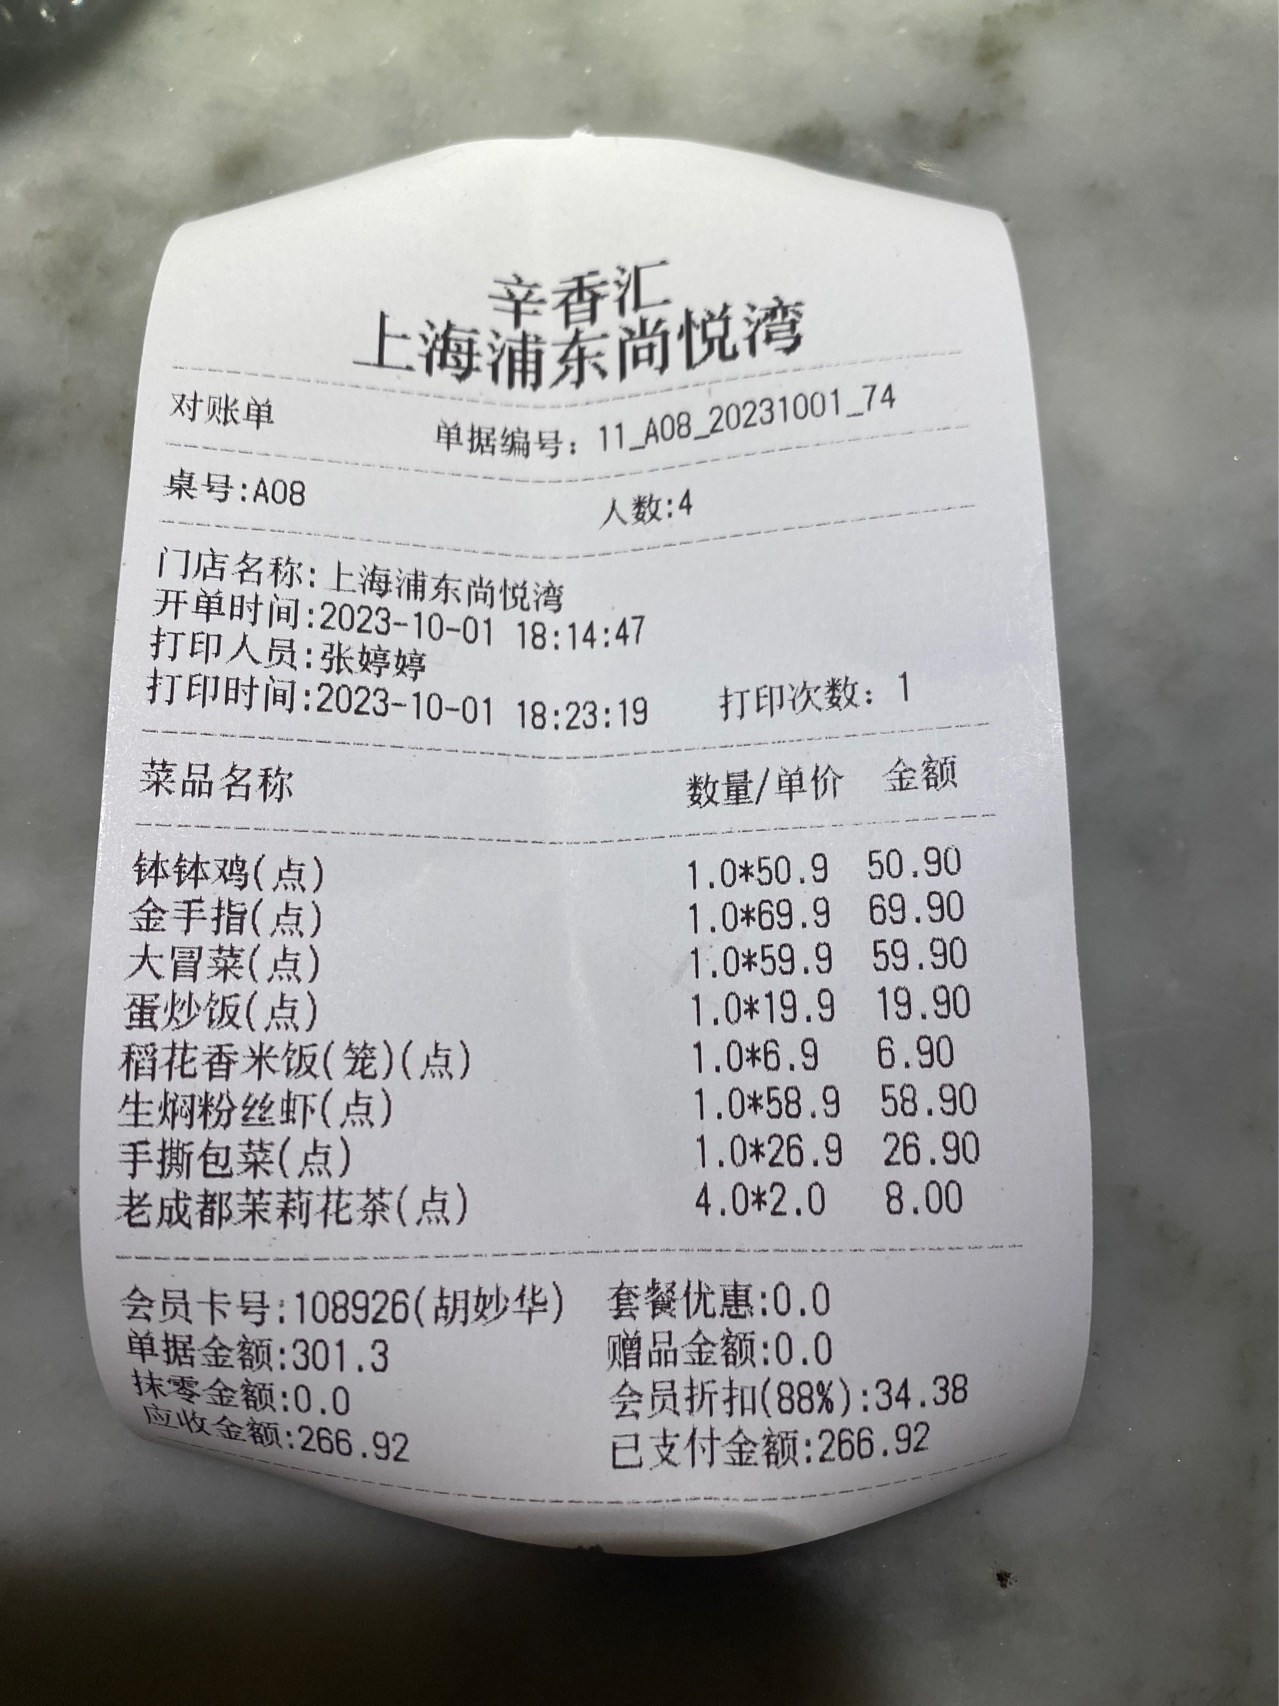 辛香汇
上海浦东尚悦湾
对账单 单据编号：11_A08_20231001_74
桌号:A08 人数:4
门店名称:上海浦东尚悦湾
开单时间:2023-10-01 18:14:47
打印人员:张婷婷
打印时间:2023-10-01 18:23:19 打印次数：1
菜品名称 数量/单价 金额
钵钵鸡(点) 1.0*50.9 50.90
金手指(点) 1.0*69.9 69.90
大冒菜(点) 1.0*59.9 59.90
蛋炒饭(点) 1.0*19.9 19.90
稻花香米饭(笼)(点) 1.0*6.9 6.90
生焖粉丝虾(点) 1.0*58.9 58.90
手撕包菜(点) 1.0*26.9 26.90
老成都茉莉花茶(点) 4.0*2.0 8.00
会员卡号:108926(胡妙华) 套餐优惠:0.0
单据金额:301.3 赠品金额:0.0
抹零金额:0.0 会员折扣(88%):34.38
应收金额:266.92 已支付金额:266.92